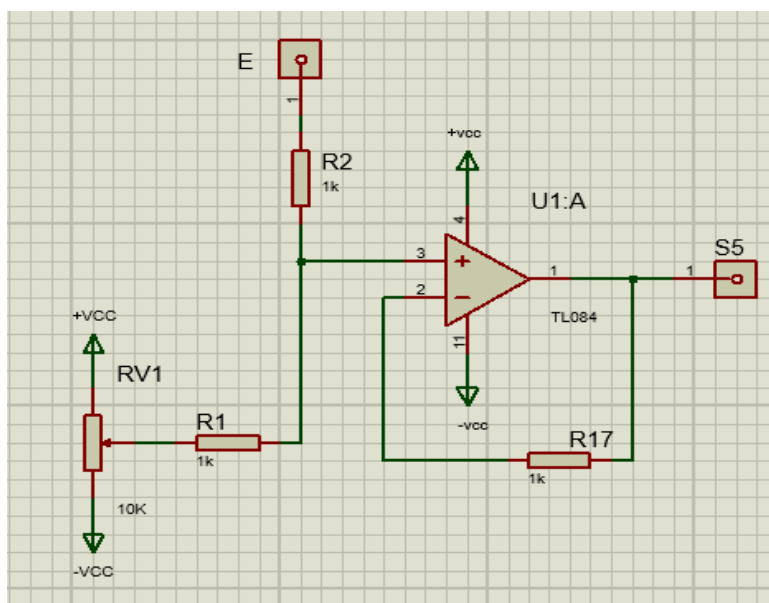 E
1
R2
1k
+vcc
U1:A
4
3
+
1
1
S5
2
−
TL084
11
-vcc
+VCC
RV1
R1
1k
10K
-VCC
R17
1k